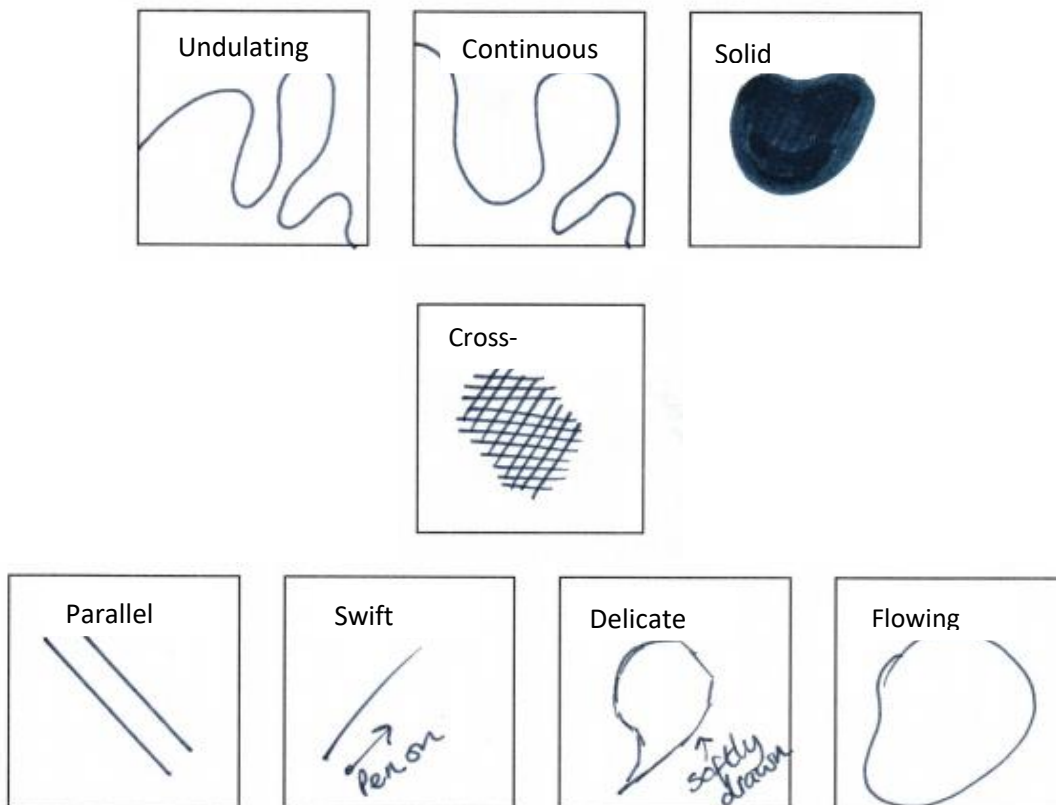 Undulating
Continuous
Solid
Cross-
Parallel
Swift
Delicate
Flowing
Pen on
softly
drawn